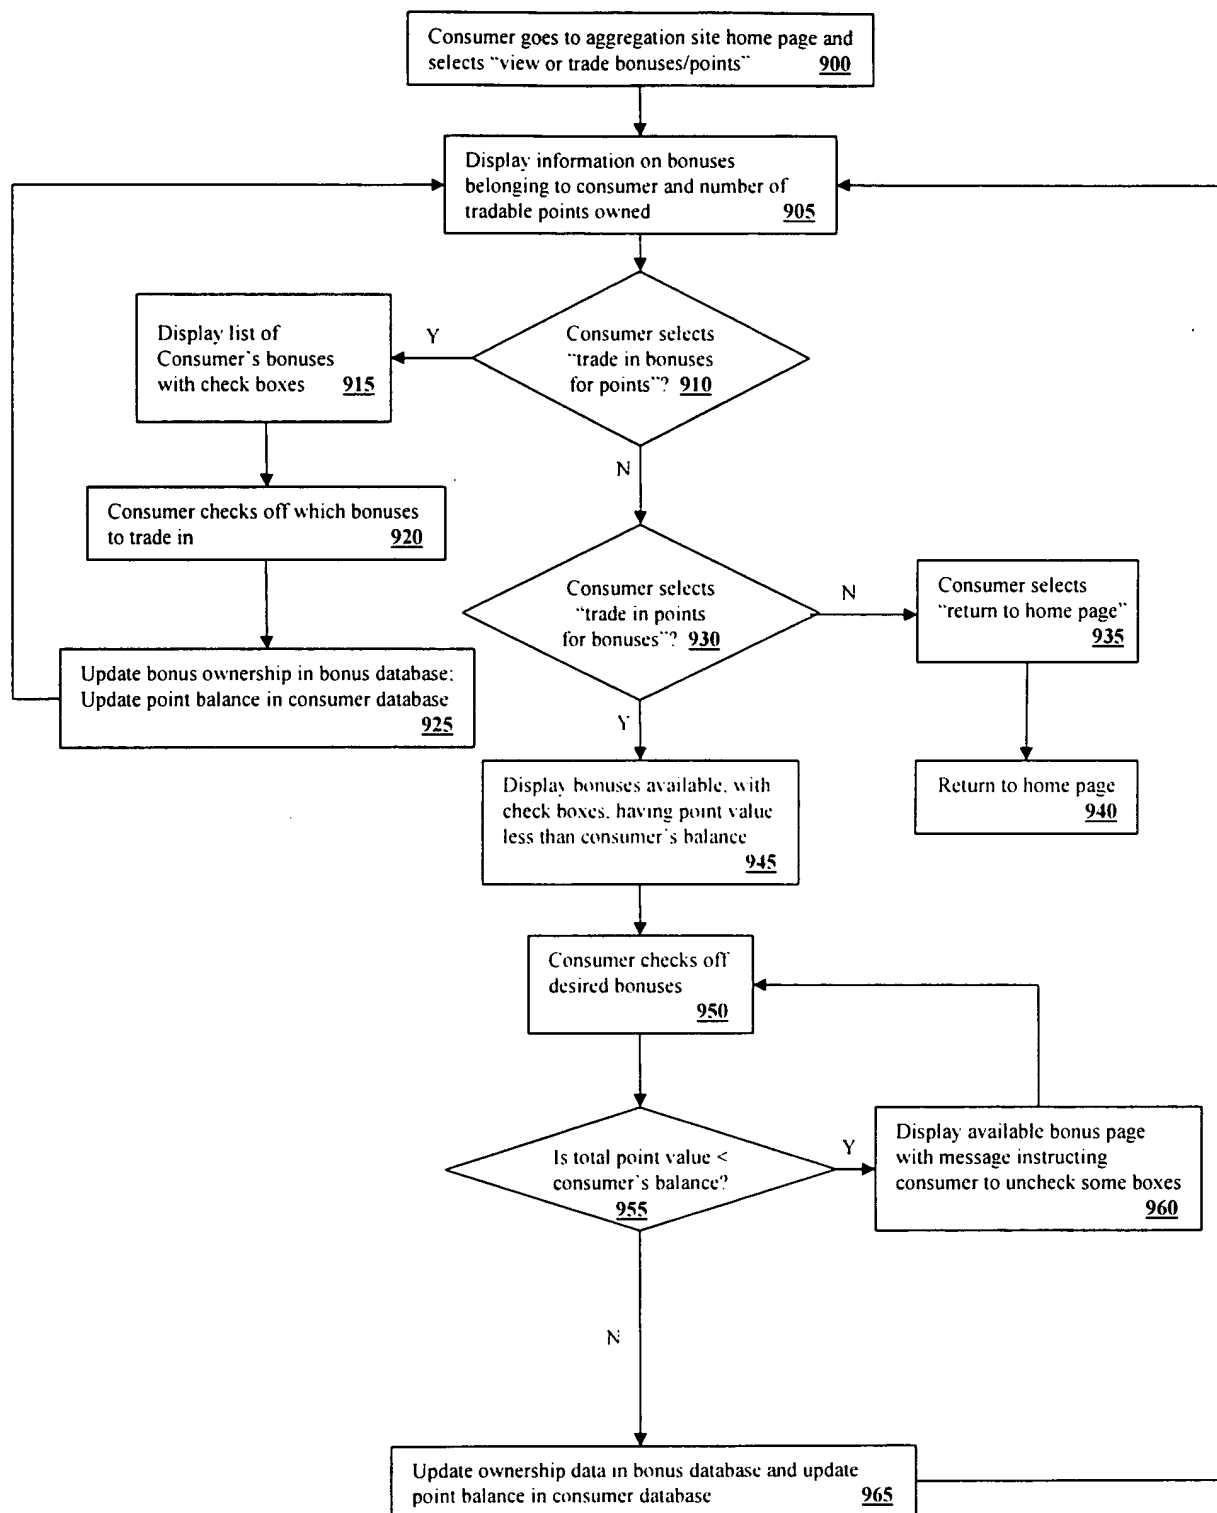 Consumer goes to aggregation site home page and
selects "view or trade bonuses/points" 900
Display information on bonuses
belonging to consumer and number of
tradable points owned 905
Consumer selects
"trade in bonuses
for points"? 910
Y
Display list of
Consumer's bonuses
with check boxes 915
Consumer checks off which bonuses
to trade in 920
Update bonus ownership in bonus database;
Update point balance in consumer database
925
N
Consumer selects
"trade in points
for bonuses"? 930
N
Consumer selects
"return to home page"
935
Return to home page
940
Y
Display bonuses available, with
check boxes, having point value
less than consumer's balance
945
Consumer checks off
desired bonuses
950
Is total point value <
consumer's balance?
955
Y
Display available bonus page
with message instructing
consumer to uncheck some boxes
960
N
Update ownership data in bonus database and update
point balance in consumer database 965